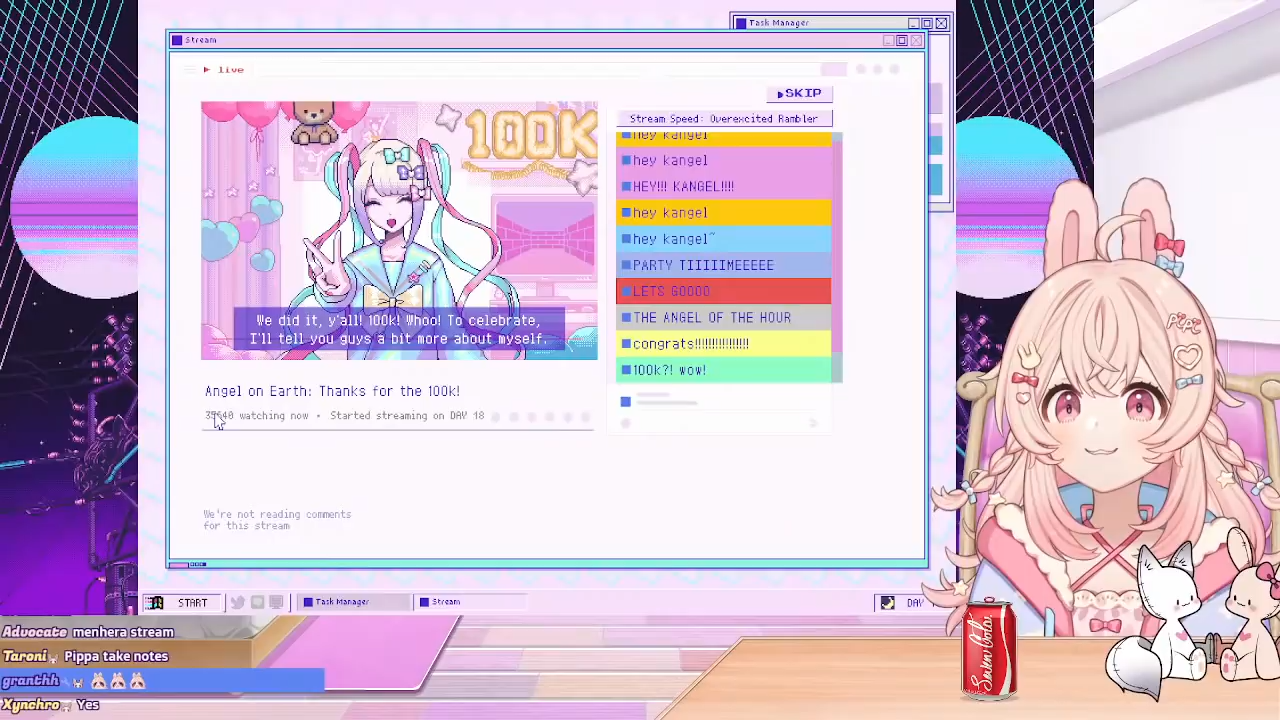 Task Manager
Stream
live
SKIP
100K
Stream Speed: Overexcited Rambler
hey kangel
hey kangel
HEY!!! KANGEL!!!!
hey kangel
hey kangel~
PARTY TIIIIIMEEEEE
LETS GOOOO
THE ANGEL OF THE HOUR
congrats!!!!!!!!!!!!!!!!
100k?! wow!
We did it, y'all! 100k! Whoo! To celebrate,
I'll tell you guys a bit more about myself.
Angel on Earth: Thanks for the 100k!
watching now • Started streaming on DAY 18
We're not reading comments
for this stream
START
Task Manager
Stream
DAY
PiPPA
Advocate menhera stream
Taroni Pippa take notes
granthh
Xynchro Yes